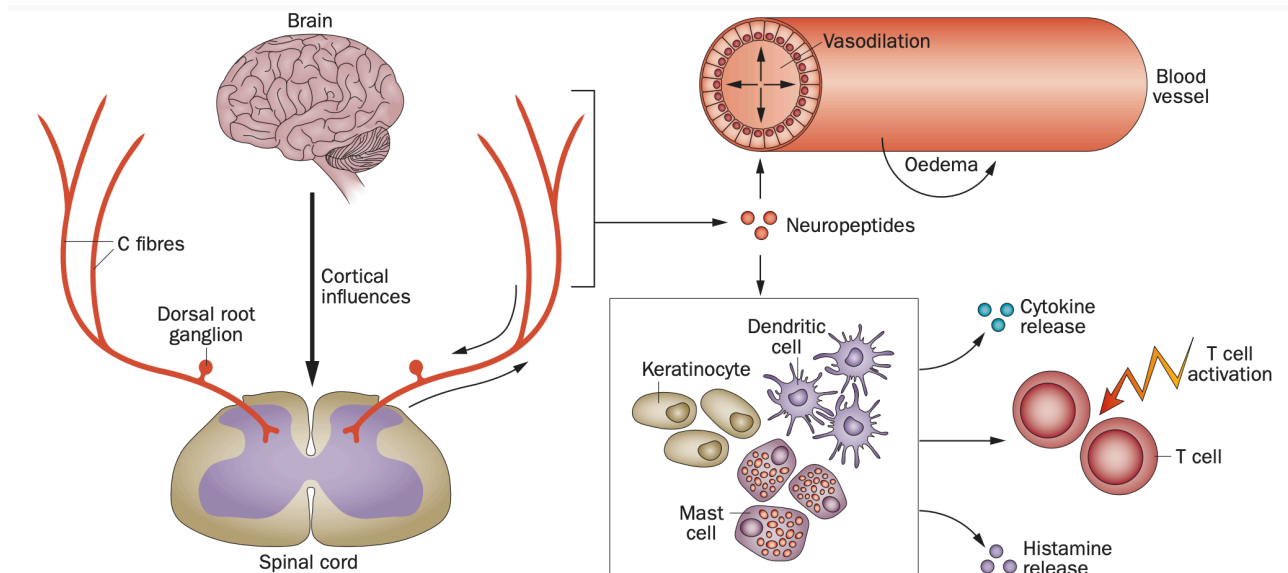 Brain
Vasodilation
Blood
vessel
Oedema
Neuropeptides
C fibres
Cortical
influences
Dorsal root
ganglion
Dendritic
cell
Keratinocyte
Cytokine
release
T cell
activation
T cell
Mast
cell
Histamine
release
Spinal cord